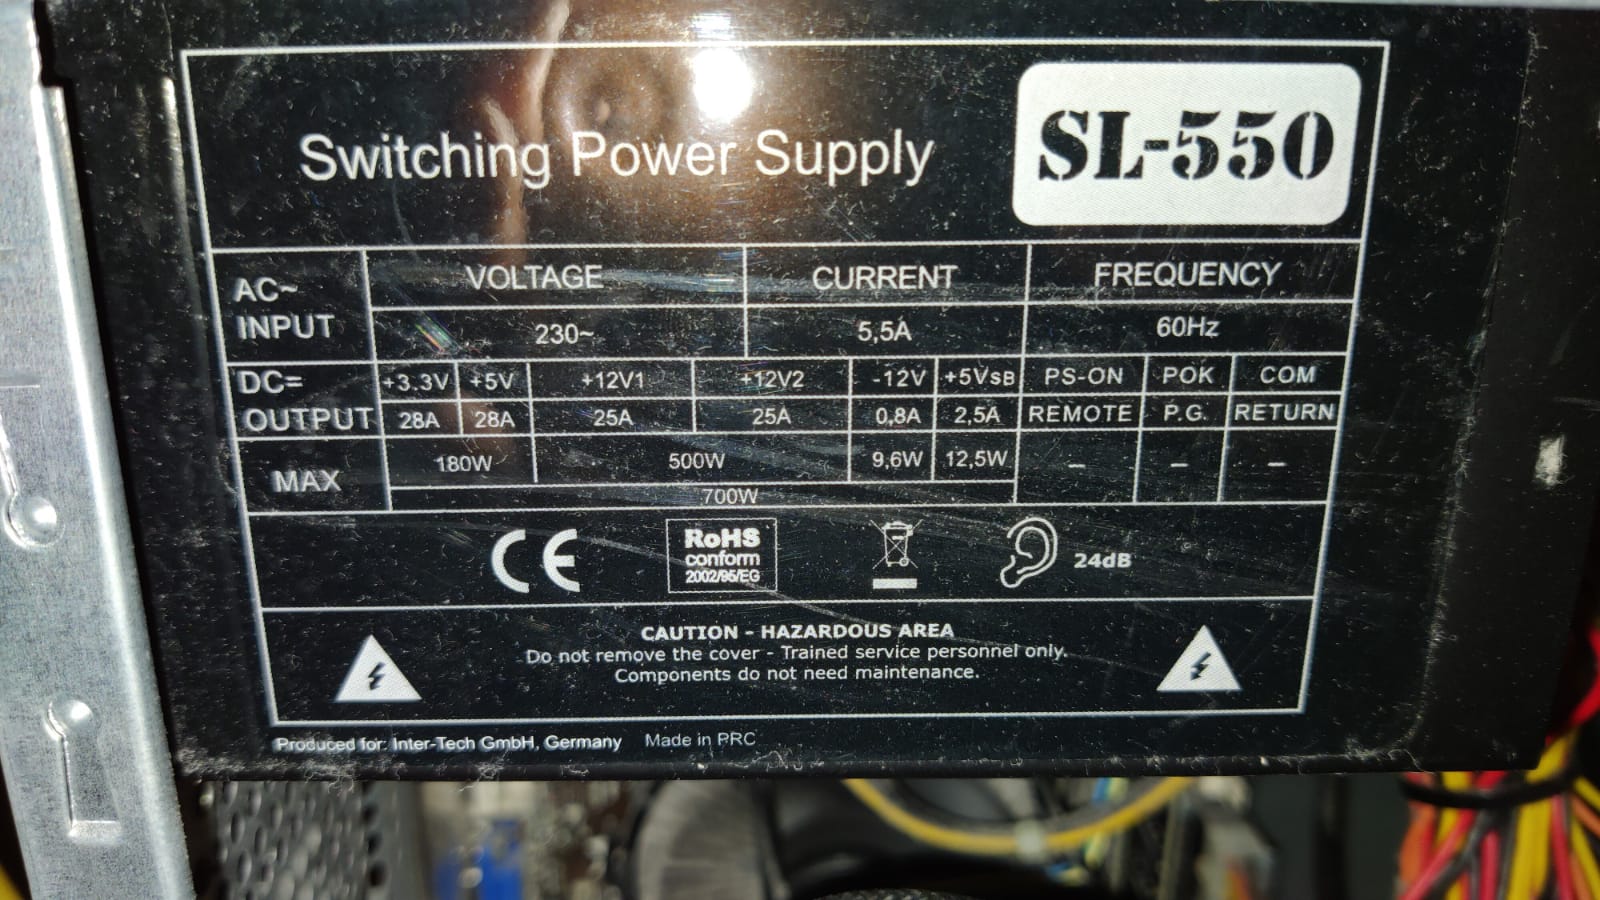 Switching Power Supply
SL-550
AC~ INPUT
VOLTAGE CURRENT FREQUENCY
230~ 5,5A 60Hz
DC= OUTPUT
+3.3V +5V +12V1 +12V2 -12V +5VSB PS-ON POK COM
28A 28A 25A 25A 0,8A 2,5A REMOTE P.G. RETURN
MAX
180W 500W 9,6W 12,5W – – –
700W
CE
RoHS
conform
2002/95/EG
24dB
CAUTION - HAZARDOUS AREA
Do not remove the cover - Trained service personnel only.
Components do not need maintenance.
Produced for: Inter-Tech GmbH, Germany Made in PRC